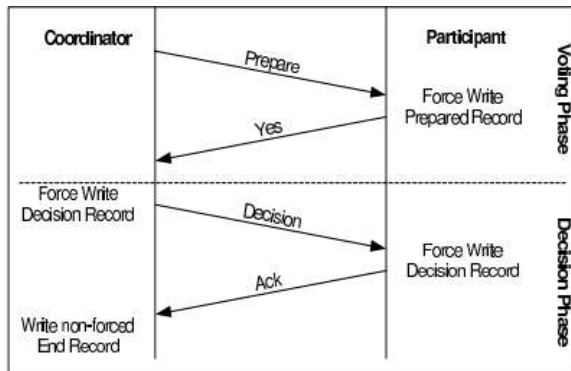 Coordinator
Participant
Prepare
Force Write
Prepared Record
Yes
Voting Phase
Force Write
Decision Record
Decision
Force Write
Decision Record
Ack
Write non-forced
End Record
Decision Phase